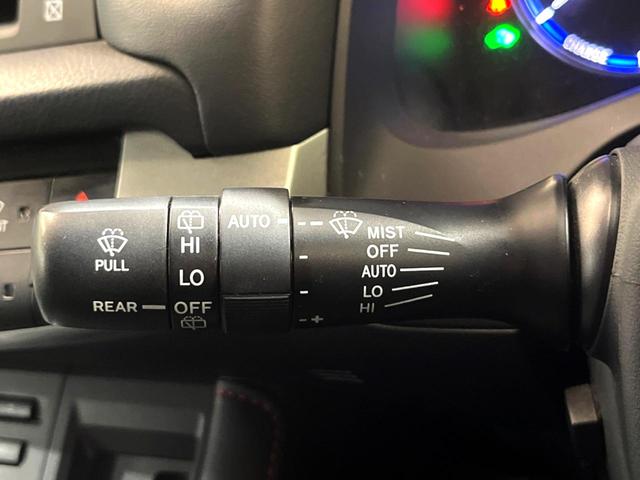 CHARGE
PULL
REAR
HI
LO
OFF
AUTO
MIST
OFF
AUTO
LO
HI
- +